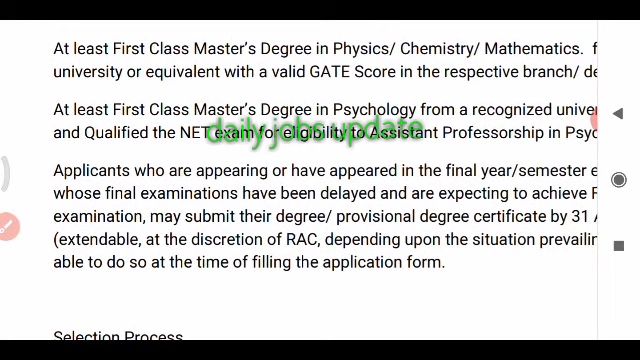 At least First Class Master's Degree in Physics/ Chemistry/ Mathematics.
university or equivalent with a valid GATE Score in the respective branch/
At least First Class Master's Degree in Psychology from a recognized
and Qualified the NET exam for eligibility to Assistant Professorship in
daily jobs update
Applicants who are appearing or have appeared in the final year/semester
whose final examinations have been delayed and are expecting to achieve
examination, may submit their degree/ provisional degree certificate by 31
(extendable, at the discretion of RAC, depending upon the situation
able to do so at the time of filling the application form.
Selection Process